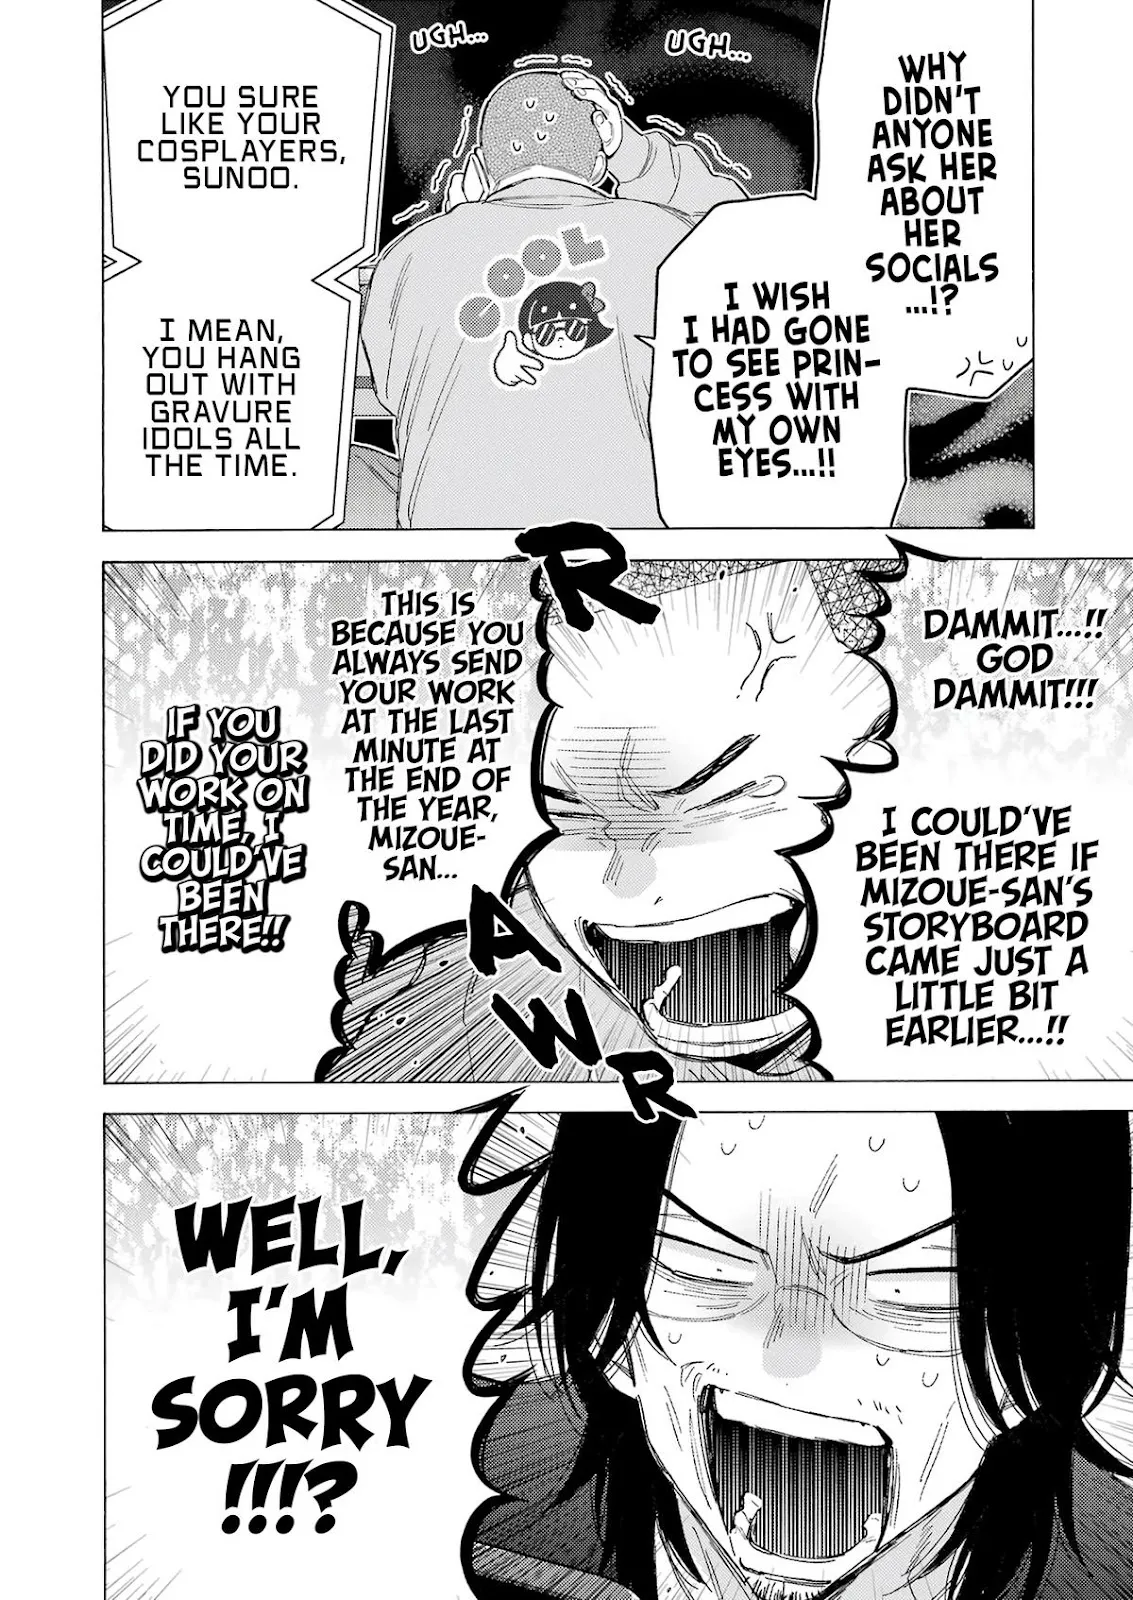 WHY
DIDN'T
ANYONE
ASK HER
ABOUT
HER
SOCIALS
...!?
I WISH
I HAD GONE
TO SEE PRIN-
CESS WITH
MY OWN
EYES...!!
UGH...
UGH...
COOL
YOU SURE
LIKE YOUR
COSPLAYERS,
SUNOO.
I MEAN,
YOU HANG
OUT WITH
GRAVURE
IDOLS ALL
THE TIME.
DAMMIT...!!
GOD
DAMMIT!!!
I COULD'VE
BEEN THERE IF
MIZOUE-SAN'S
STORYBOARD
CAME JUST A
LITTLE BIT
EARLIER...!!
RAWR
THIS IS
BECAUSE YOU
ALWAYS SEND
YOUR WORK
AT THE LAST
MINUTE AT
THE END OF
THE YEAR,
MIZOUE-
SAN...
IF YOU
DID YOUR
WORK ON
TIME, I
COULD'VE
BEEN
THERE!!
WELL,
I'M
SORRY
!!!?